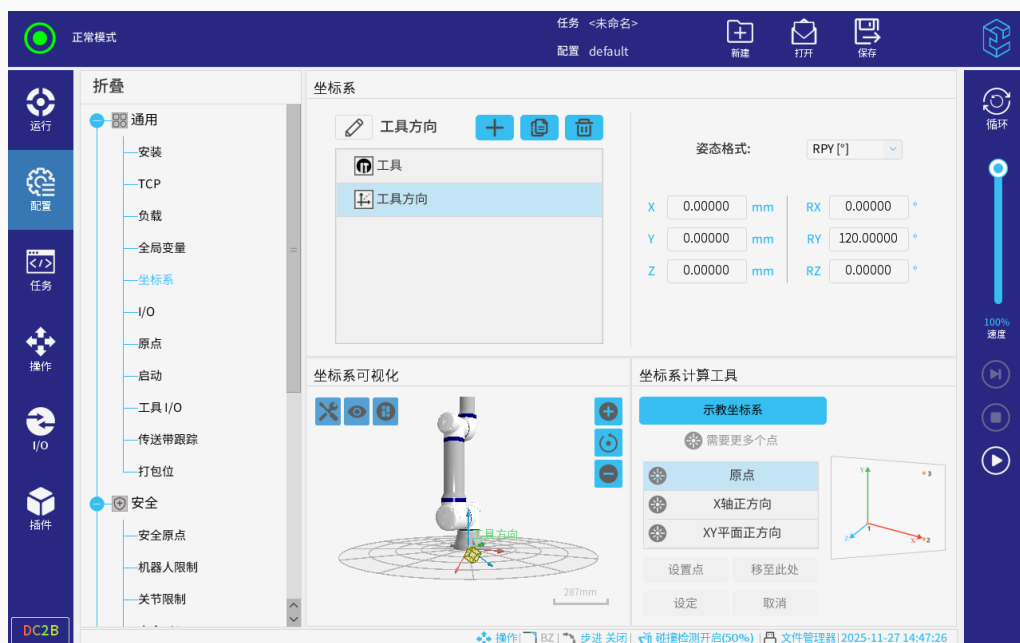 正常模式
任务 <未命名>
配置 default
新建
打开
保存
运行
配置
任务
操作
I/O
插件
DC2B
折叠
通用
安装
TCP
负载
全局变量
坐标系
I/O
原点
启动
工具 I/O
传送带跟踪
打包位
安全
安全原点
机器人限制
关节限制
坐标系
工具方向
工具
工具方向
姿态格式: RPY [°]
X 0.00000 mm RX 0.00000 °
Y 0.00000 mm RY 120.00000 °
Z 0.00000 mm RZ 0.00000 °
坐标系可视化
具方向
287mm
坐标系计算工具
示教坐标系
需要更多个点
原点
X轴正方向
XY平面正方向
Y
3
1
Z
X
2
设置点 移至此处
设定 取消
循环
100%
速度
操作| BZ | 步进 关闭| 碰撞检测开启(50%) | 文件管理器|2025-11-27 14:47:26